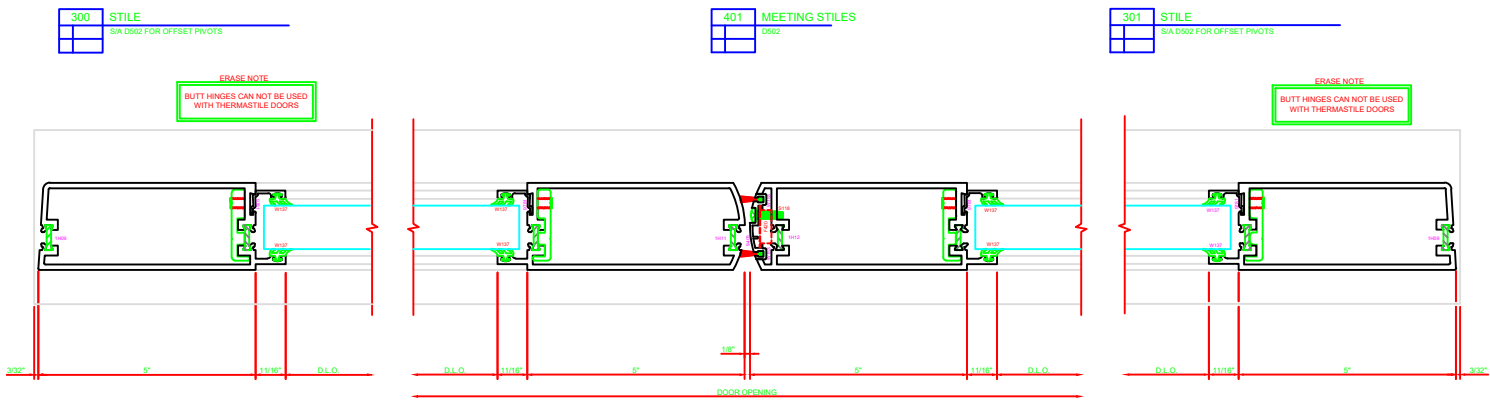 300 STILE
S/A D502 FOR OFFSET PIVOTS
401 MEETING STILES
D502
301 STILE
S/A D502 FOR OFFSET PIVOTS
ERASE NOTE
BUTT HINGES CAN NOT BE USED
WITH THERMASTILE DOORS
ERASE NOTE
BUTT HINGES CAN NOT BE USED
WITH THERMASTILE DOORS
W137
W137
W137
W137
S118
W137
W137
W137
W137
1H11
1H12
1/8"
3/32" 5" 11/16" D.L.O. D.L.O. 11/16" 5" 5" 11/16" D.L.O. D.L.O. 11/16" 5" 3/32"
DOOR OPENING